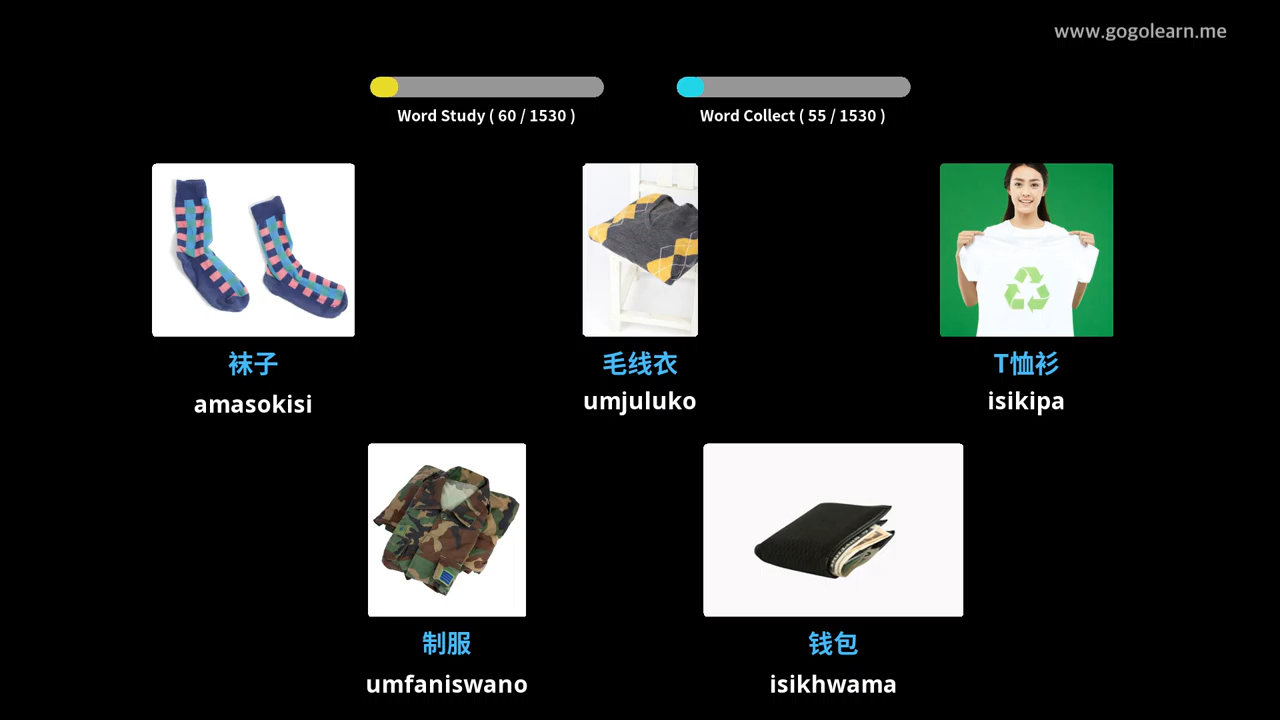 www.gogolearn.me
Word Study ( 60 / 1530 )
Word Collect ( 55 / 1530 )
袜子
毛线衣
T恤衫
amasokisi
umjuluko
isikipa
制服
钱包
umfaniswano
isikhwama